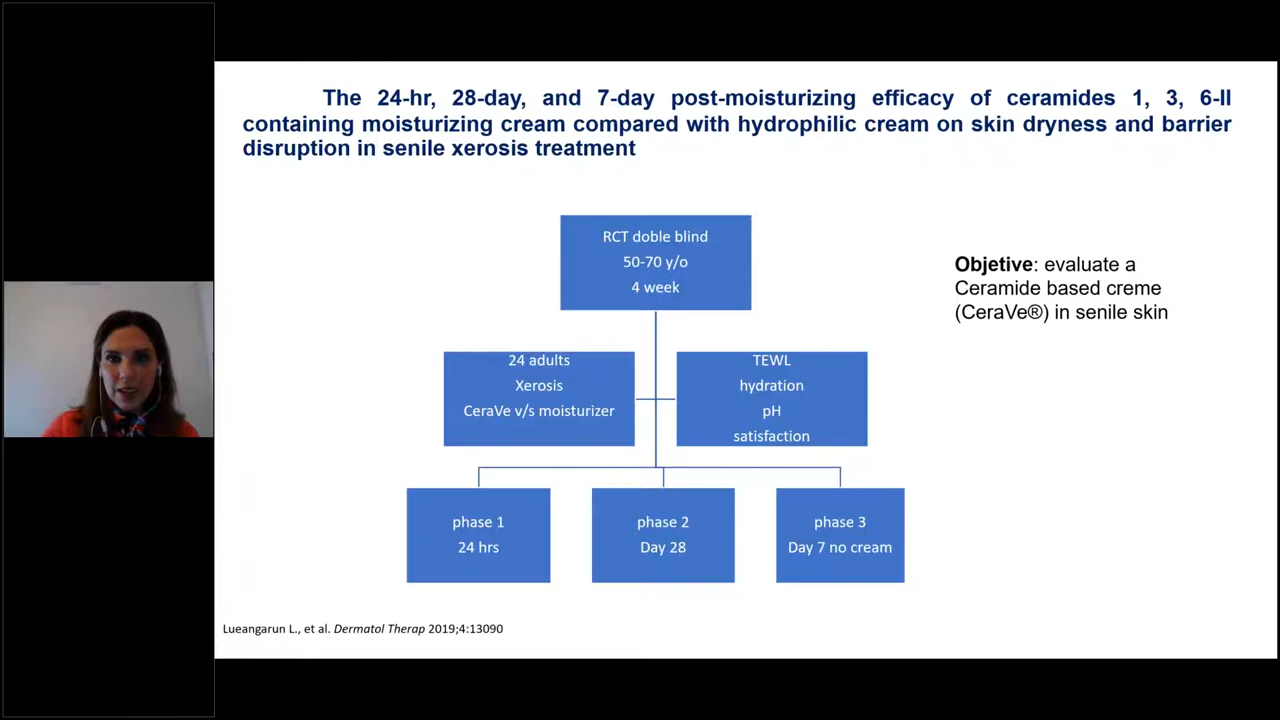 The 24-hr, 28-day, and 7-day post-moisturizing efficacy of ceramides 1, 3, 6-II
containing moisturizing cream compared with hydrophilic cream on skin dryness and barrier
disruption in senile xerosis treatment
RCT doble blind
50-70 y/o
4 week
Objetive: evaluate a
Ceramide based creme
(CeraVe®) in senile skin
24 adults
Xerosis
CeraVe v/s moisturizer
TEWL
hydration
pH
satisfaction
phase 1
24 hrs
phase 2
Day 28
phase 3
Day 7 no cream
Lueangarun L., et al. Dermatol Therap 2019;4:13090